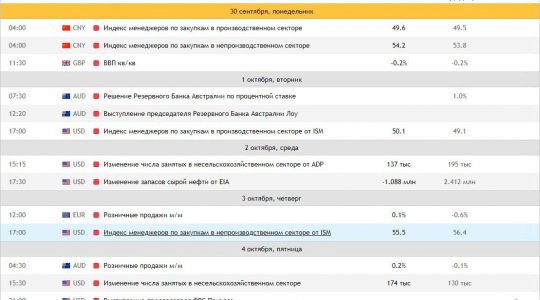 30 сентября, понедельник
04:00 CNY Индекс менеджеров по закупкам в производственном секторе 49.6 49.5
04:00 CNY Индекс менеджеров по закупкам в непроизводственном секторе 54.2 53.8
11:30 GBP ВВП кв/кв -0.2% -0.2%
1 октября, вторник
07:30 AUD Решение Резервного Банка Австралии по процентной ставке 1.0%
12:20 AUD Выступление председателя Резервного Банка Австралии Лоу
17:00 USD Индекс менеджеров по закупкам в производственном секторе от ISM 50.1 49.1
2 октября, среда
15:15 USD Изменение числа занятых в несельскохозяйственном секторе от ADP 137 тыс 195 тыс
17:30 USD Изменение запасов сырой нефти от EIA -1.088 млн 2.412 млн
3 октября, четверг
12:00 EUR Розничные продажи м/м 0.1% -0.6%
17:00 USD Индекс менеджеров по закупкам в непроизводственном секторе от ISM 55.5 56.4
4 октября, пятница
04:30 AUD Розничные продажи м/м 0.2% -0.1%
15:30 USD Изменение числа занятых в несельскохозяйственном секторе 174 тыс 130 тыс